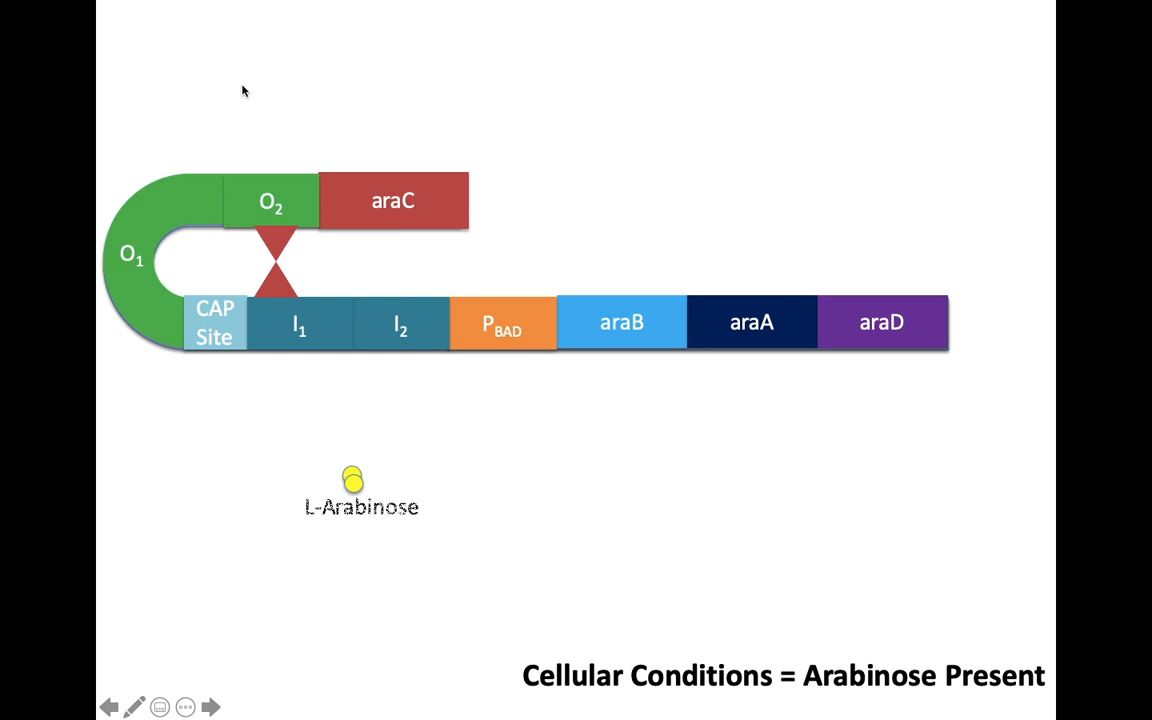 O₂
araC
O₁
CAP
Site
I₁
I₂
P_BAD
araB
araA
araD
L-Arabinose
Cellular Conditions = Arabinose Present